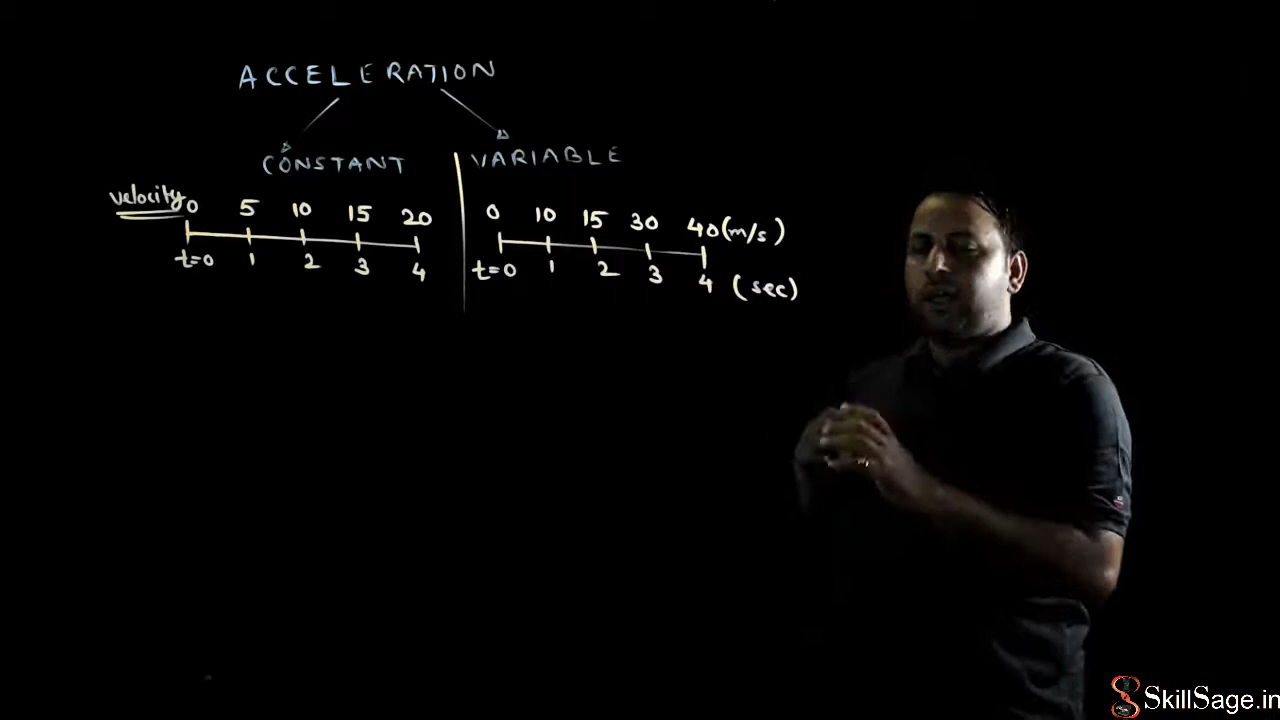 ACCELERATION
CONSTANT VARIABLE
velocity 0 5 10 15 20 0 10 15 30 40 (m/s)
t=0 1 2 3 4 t=0 1 2 3 4 (sec)
SkillSage.in